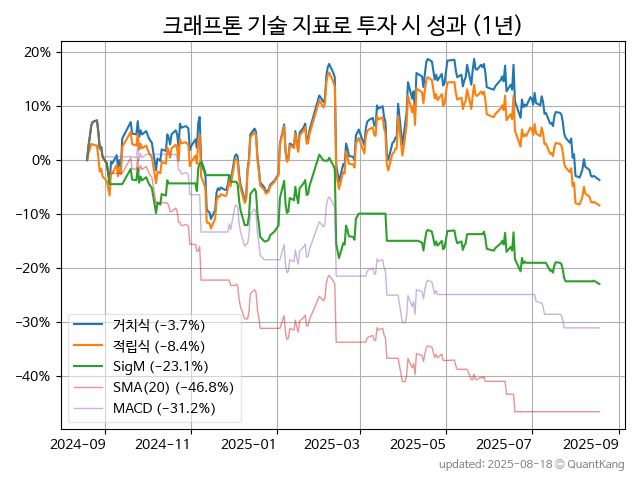 크래프톤 기술 지표로 투자 시 성과 (1년)
20%
10%
0%
−10%
−20%
−30%
−40%
거치식 (−3.7%)
적립식 (−8.4%)
SigM (−23.1%)
SMA(20) (−46.8%)
MACD (−31.2%)
2024-09 2024-11 2025-01 2025-03 2025-05 2025-07 2025-09
updated: 2025-08-18 © QuantKang